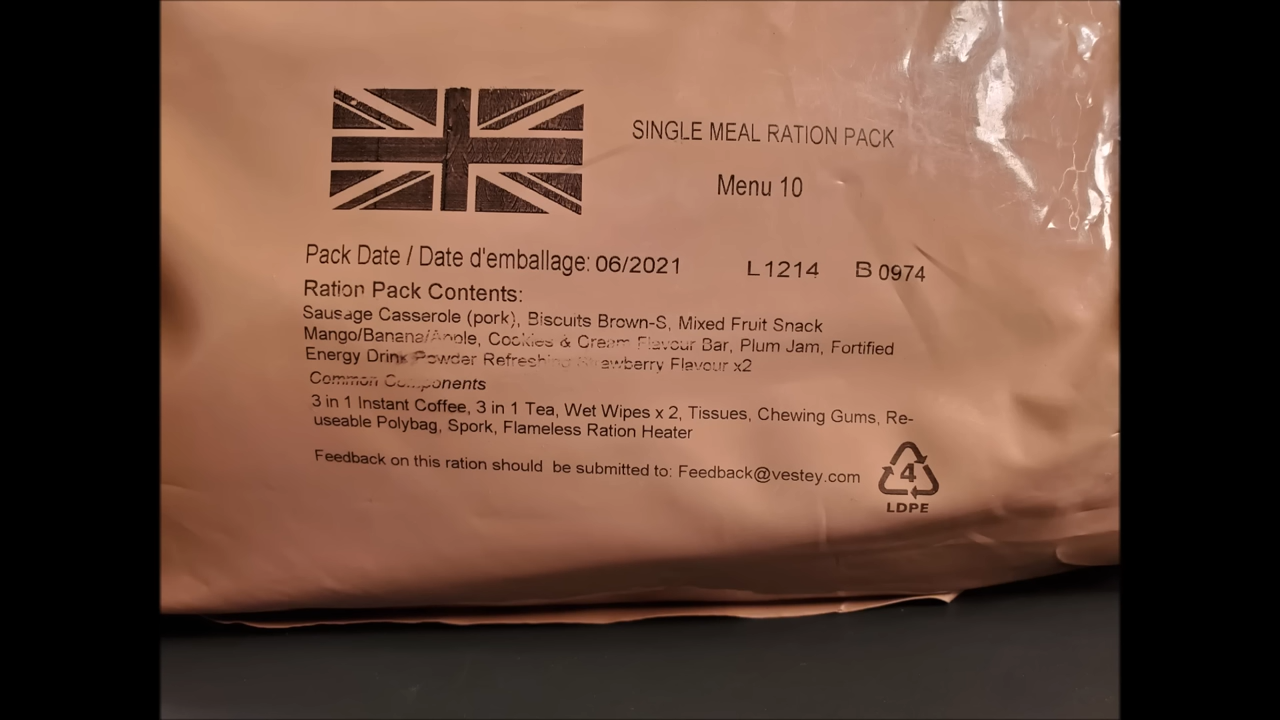 SINGLE MEAL RATION PACK
Menu 10
Pack Date / Date d'emballage: 06/2021 L1214 B 0974
Ration Pack Contents:
Sausage Casserole (pork), Biscuits Brown-S, Mixed Fruit Snack
Mango/Banana/Apple, Cookies & Cream Flavour Bar, Plum Jam, Fortified
Energy Drink Powder Refreshing Strawberry Flavour x2
Common Components
3 in 1 Instant Coffee, 3 in 1 Tea, Wet Wipes x 2, Tissues, Chewing Gums, Re-
useable Polybag, Spork, Flameless Ration Heater
Feedback on this ration should be submitted to: Feedback@vestey.com
4
LDPE